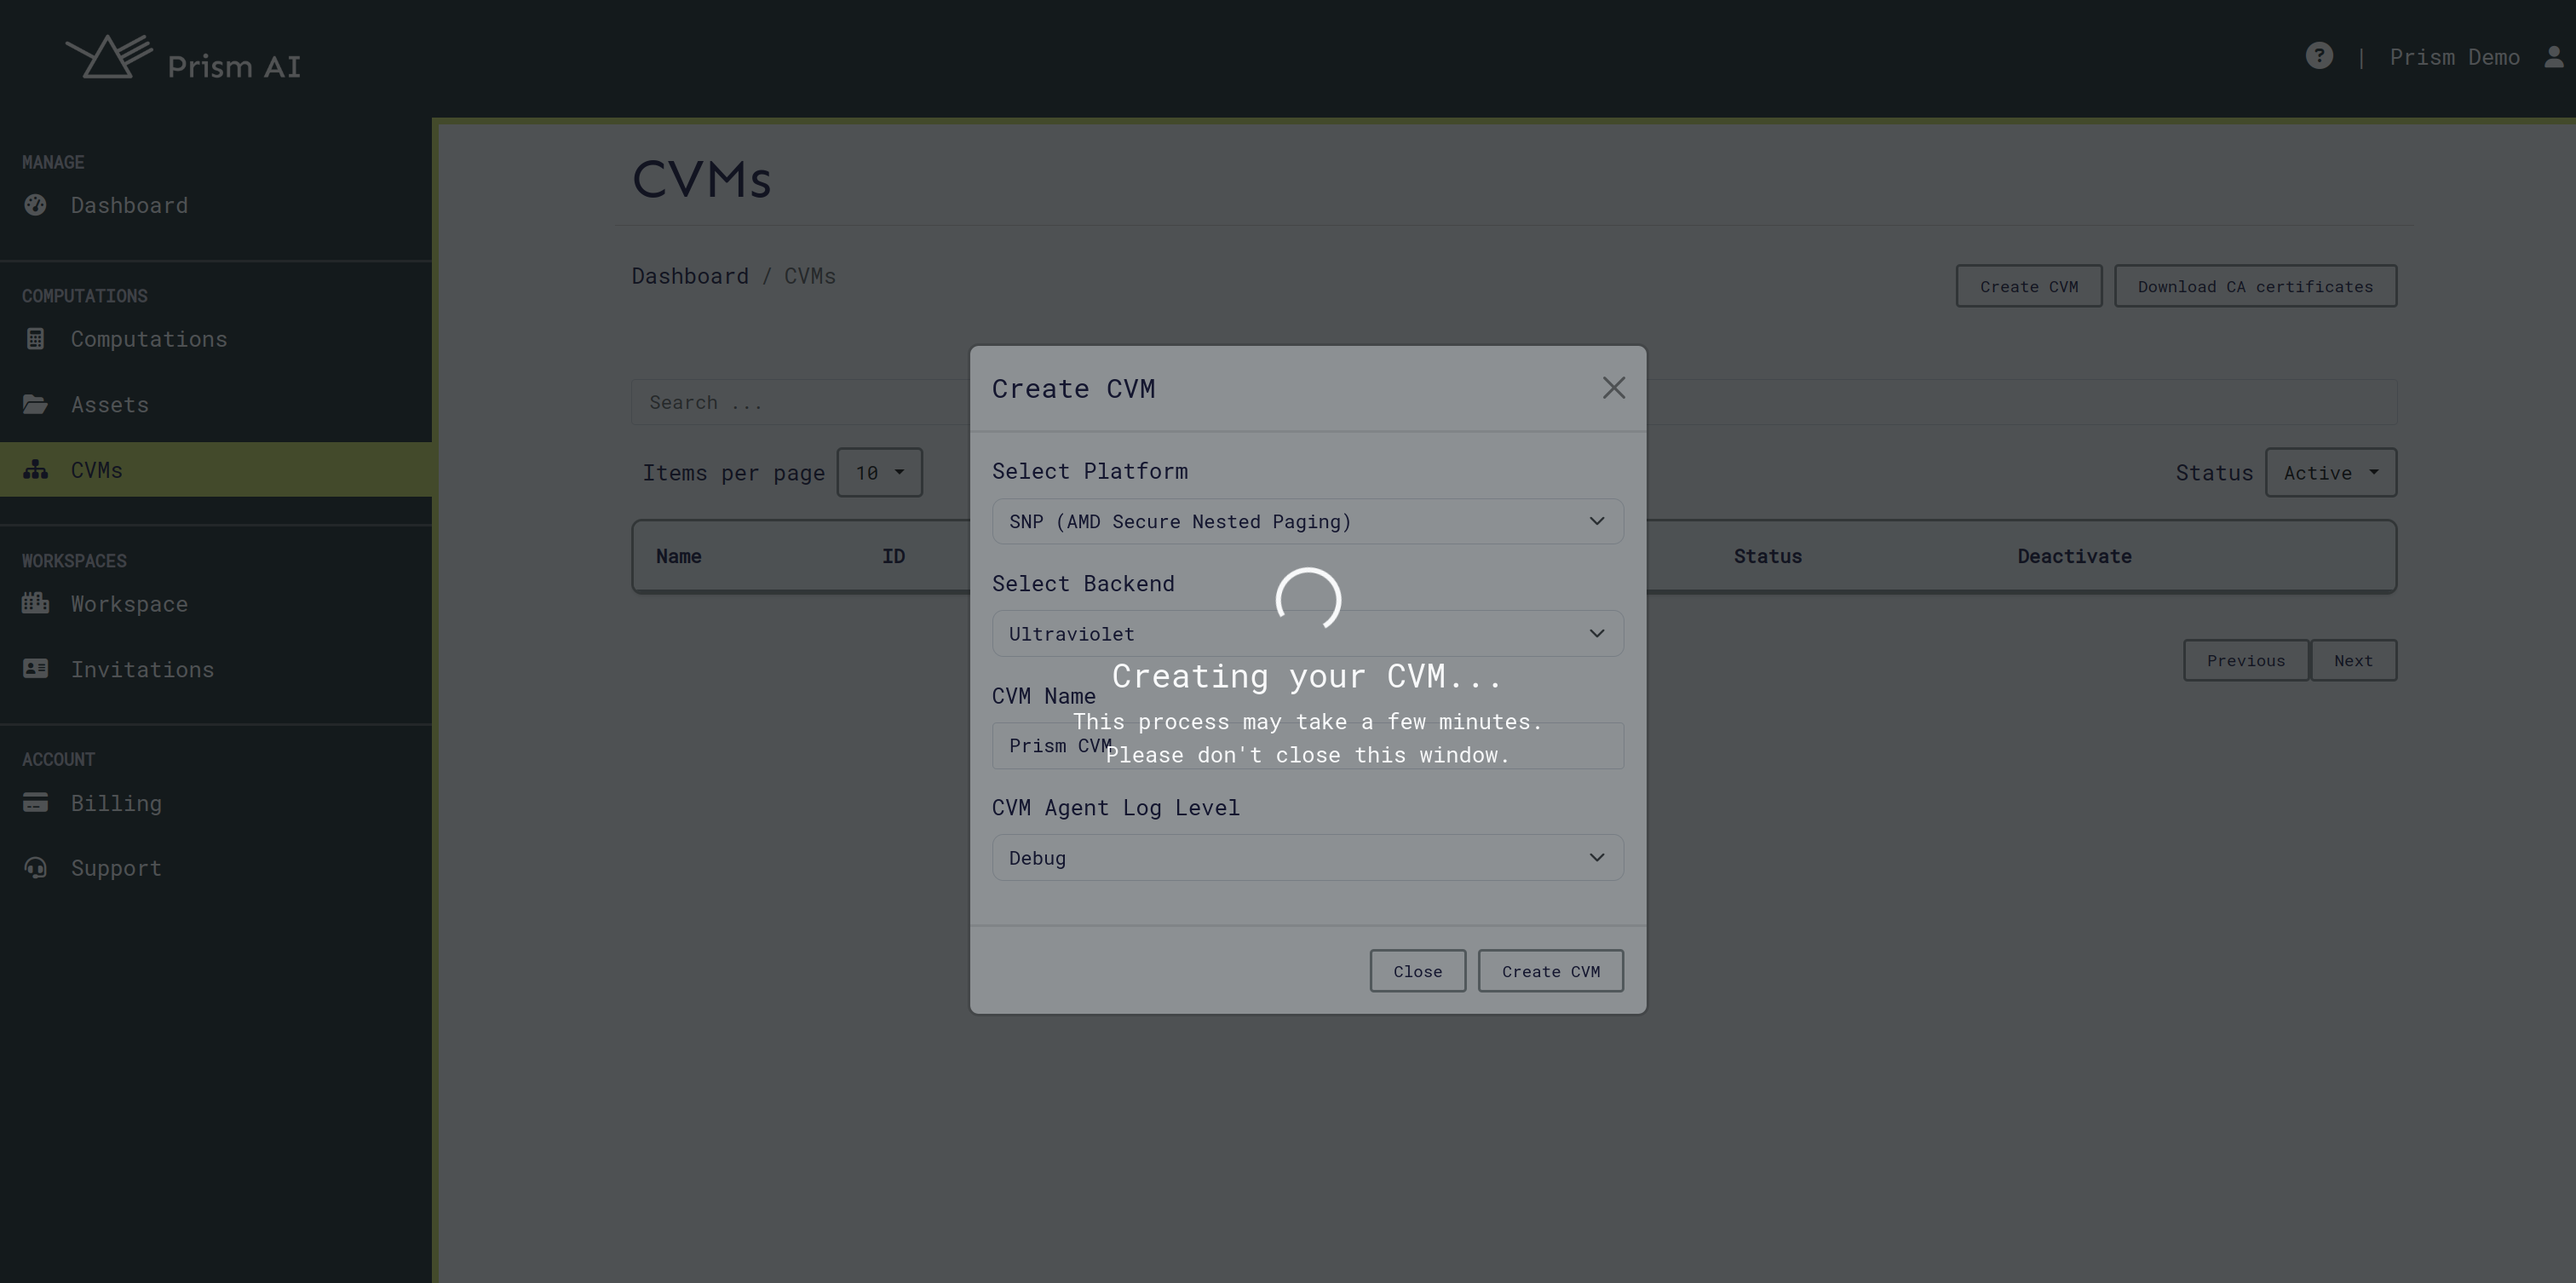 Prism AI
? | Prism Demo
MANAGE
Dashboard
COMPUTATIONS
Computations
Assets
CVMs
WORKSPACES
Workspace
Invitations
ACCOUNT
Billing
Support
CVMs
Dashboard / CVMs
Create CVM
Download CA certificates
Search ...
Items per page 10
Status Active
Name ID Status Deactivate
Previous Next
Create CVM
Select Platform
SNP (AMD Secure Nested Paging)
Select Backend
Ultraviolet
Creating your CVM...
CVM Name
This process may take a few minutes.
Prism CVM
Please don't close this window.
CVM Agent Log Level
Debug
Close Create CVM